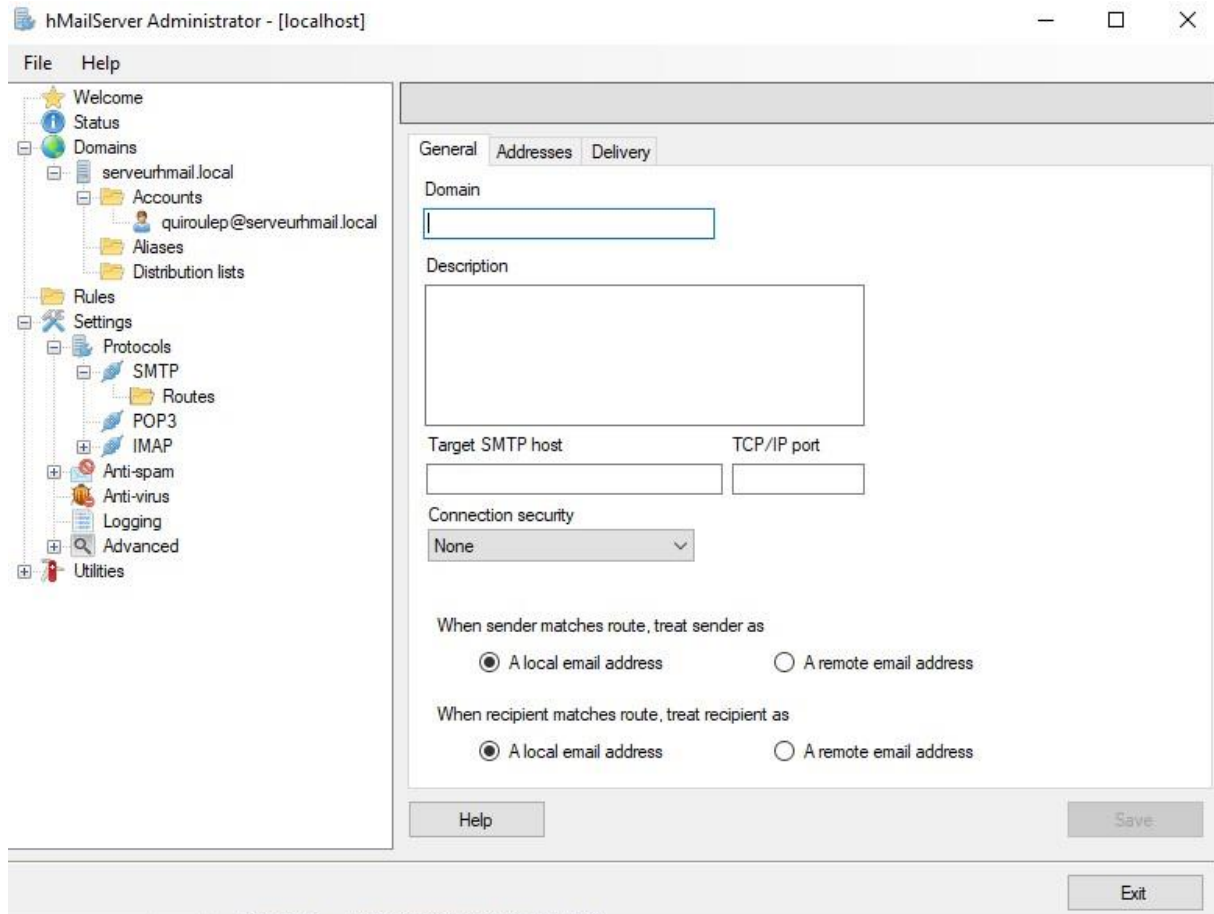 hMailServer Administrator - [localhost]
File Help
Welcome
Status
Domains
serveurhmail.local
Accounts
quiroulep@serveurhmail.local
Aliases
Distribution lists
Rules
Settings
Protocols
SMTP
Routes
POP3
IMAP
Anti-spam
Anti-virus
Logging
Advanced
Utilities
General Addresses Delivery
Domain
Description
Target SMTP host TCP/IP port
Connection security
None
When sender matches route, treat sender as
A local email address A remote email address
When recipient matches route, treat recipient as
A local email address A remote email address
Help Save
Exit